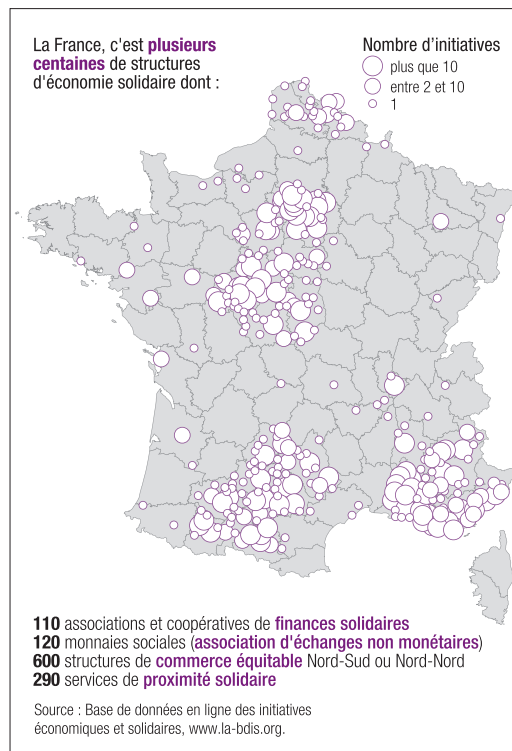 La France, c'est plusieurs
centaines de structures
d'économie solidaire dont :
Nombre d'initiatives
plus que 10
entre 2 et 10
1
110 associations et coopératives de finances solidaires
120 monnaies sociales (association d'échanges non monétaires)
600 structures de commerce équitable Nord-Sud ou Nord-Nord
290 services de proximité solidaire
Source : Base de données en ligne des initiatives
économiques et solidaires, www.la-bdis.org.